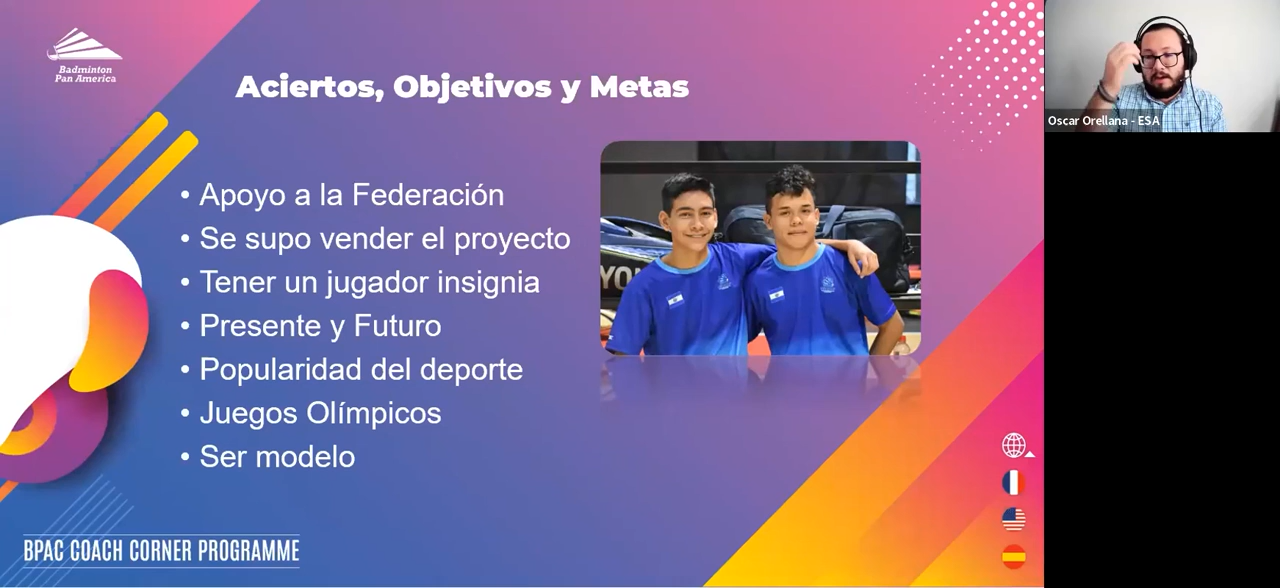 Badminton
Pan America
Aciertos, Objetivos y Metas
• Apoyo a la Federación
• Se supo vender el proyecto
• Tener un jugador insignia
• Presente y Futuro
• Popularidad del deporte
• Juegos Olímpicos
• Ser modelo
YO
BPAC COACH CORNER PROGRAMME
Oscar Orellana - ESA